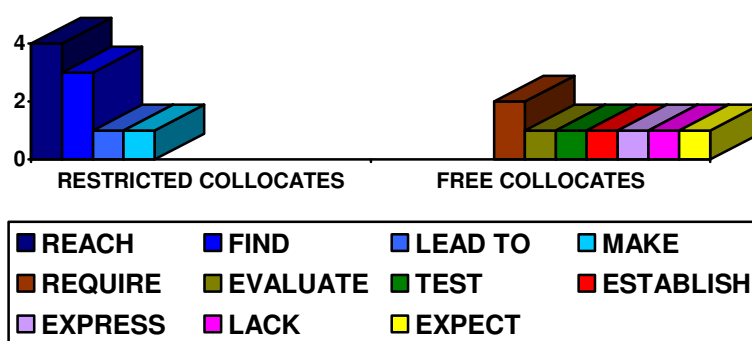 4
2
0
RESTRICTED COLLOCATES FREE COLLOCATES
REACH FIND LEAD TO MAKE
REQUIRE EVALUATE TEST ESTABLISH
EXPRESS LACK EXPECT